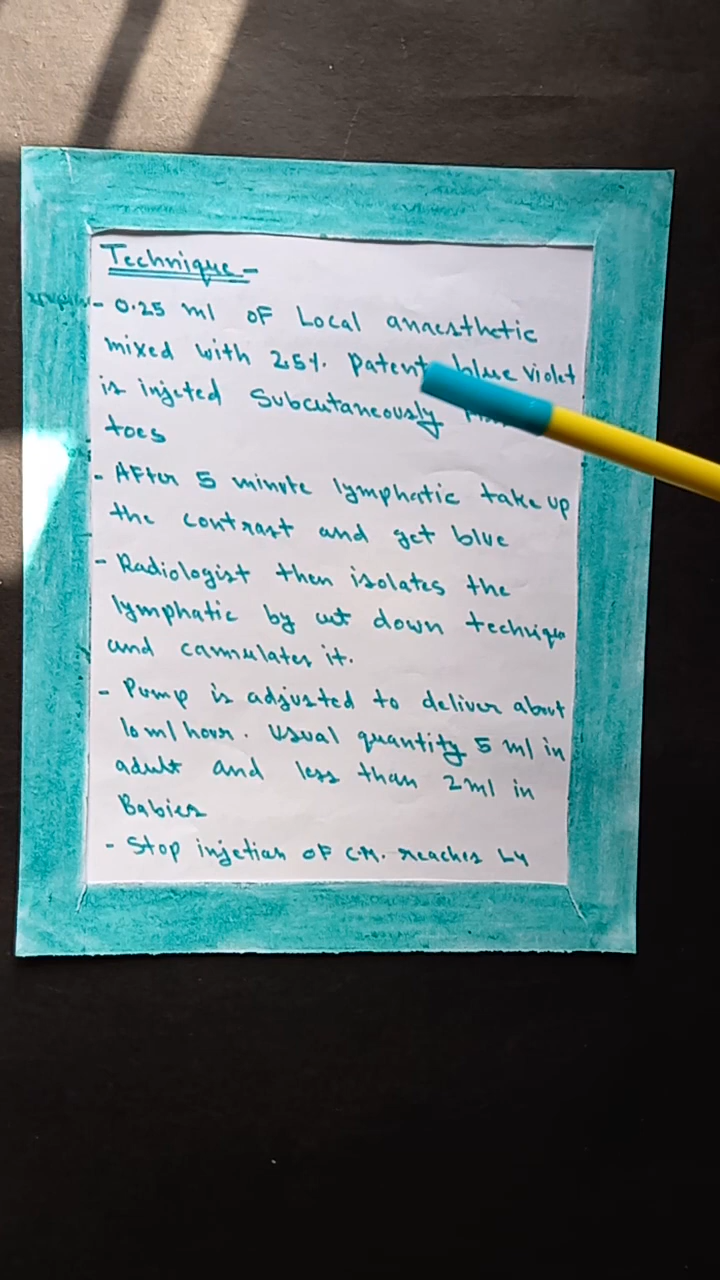 Technique -
- 0.25 ml of Local anaesthetic
mixed with 25%. Patent blue violet
is injcted Subcutaneously
toes
- After 5 minute lymphatic take up
the contrast and get blue
- Radiologist then isolates the
lymphatic by cut down technique
and cannulates it.
- Pump is adjusted to deliver about
10 ml/hour. Usual quantity 5 ml in
adult and less than 2ml in
Babies
- Stop injetian of C.M. reaches L4